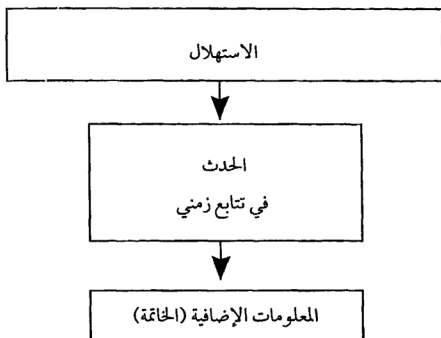 الاستهلال
الحدث
في تتابع زمني
المعلومات الإضافية (الخاتمة)